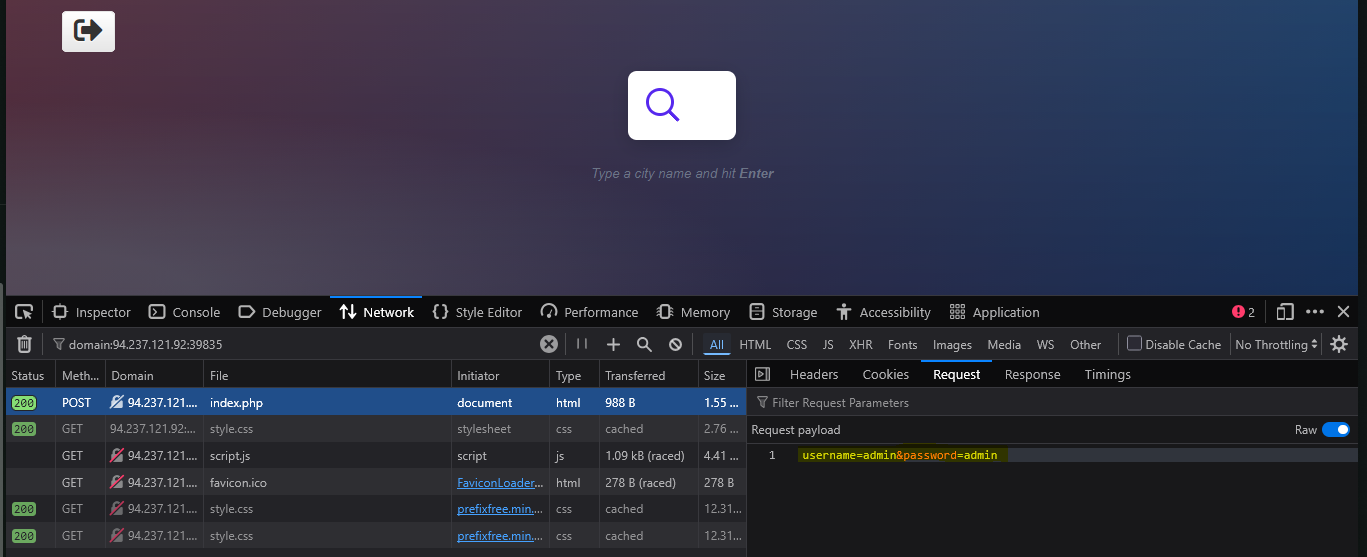 Type a city name and hit Enter
Inspector Console Debugger Network Style Editor Performance Memory Storage Accessibility Application 2
domain:94.237.121.92:39835 All HTML CSS JS XHR Fonts Images Media WS Other Disable Cache No Throttling
Status Meth... Domain File Initiator Type Transferred Size
Headers Cookies Request Response Timings
200 POST 94.237.121.... index.php document html 988 B 1.55 ...
Filter Request Parameters
200 GET 94.237.121.92:... style.css stylesheet css cached 2.76 ...
Request payload Raw
GET 94.237.121.... script.js script js 1.09 kB (raced) 4.41 ...
1 username=admin&password=admin
GET 94.237.121.... favicon.ico FaviconLoader... html 278 B (raced) 278 B
200 GET 94.237.121.... style.css prefixfree.min.... css cached 12.31...
200 GET 94.237.121.... style.css prefixfree.min.... css cached 12.31...